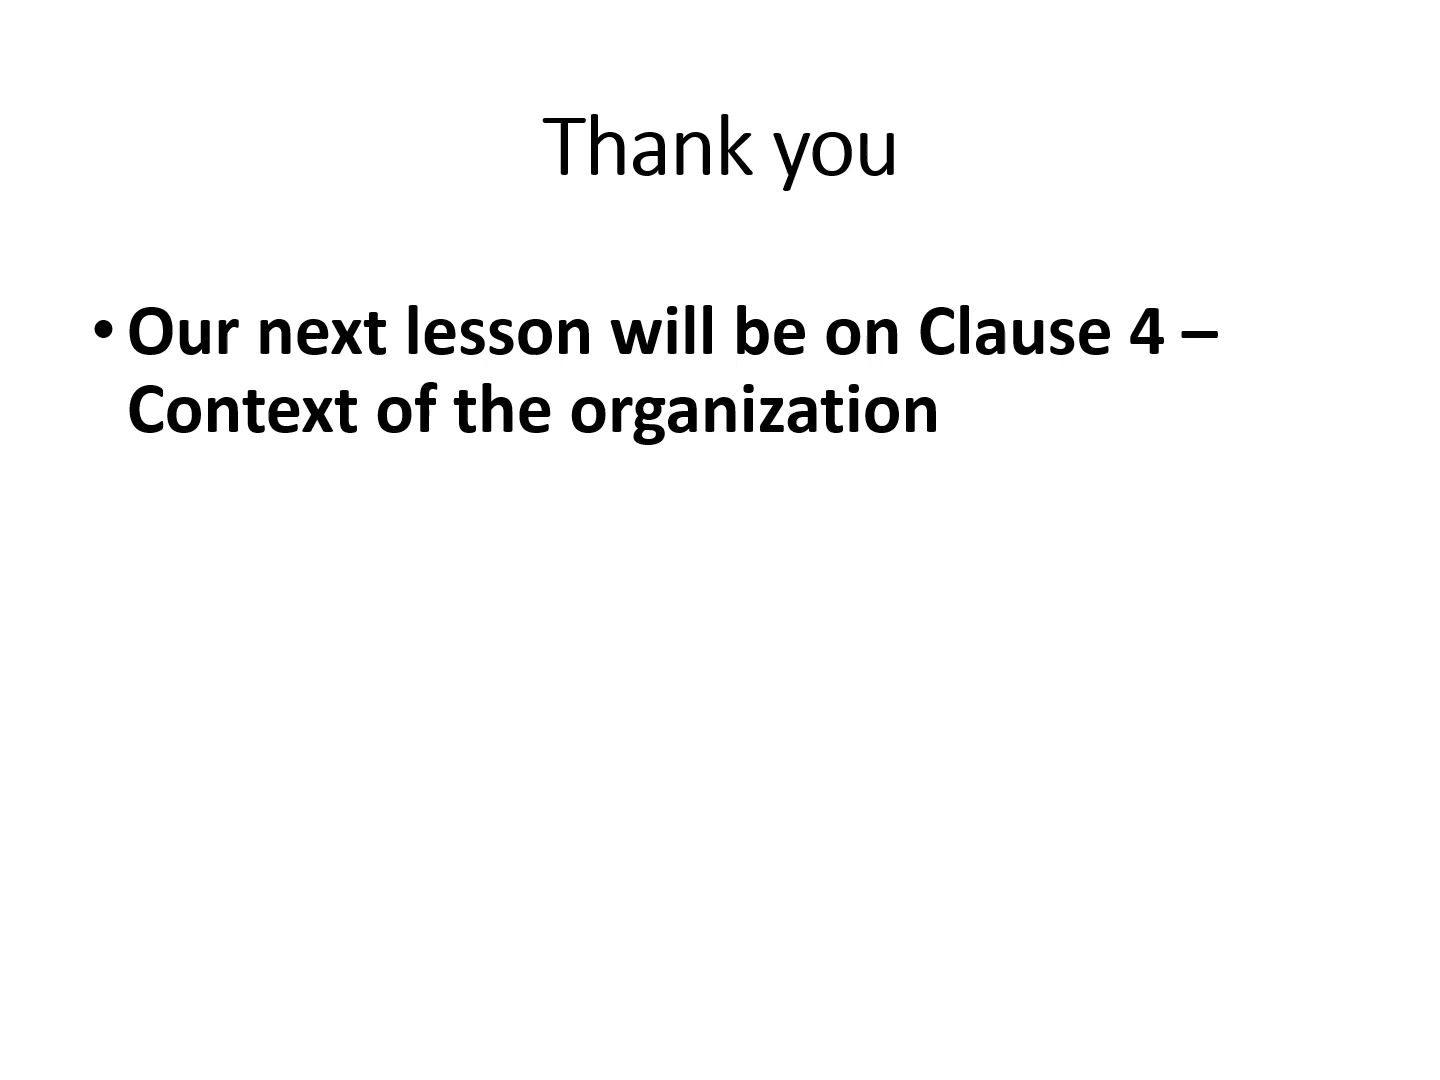 Thank you
• Our next lesson will be on Clause 4 –
Context of the organization